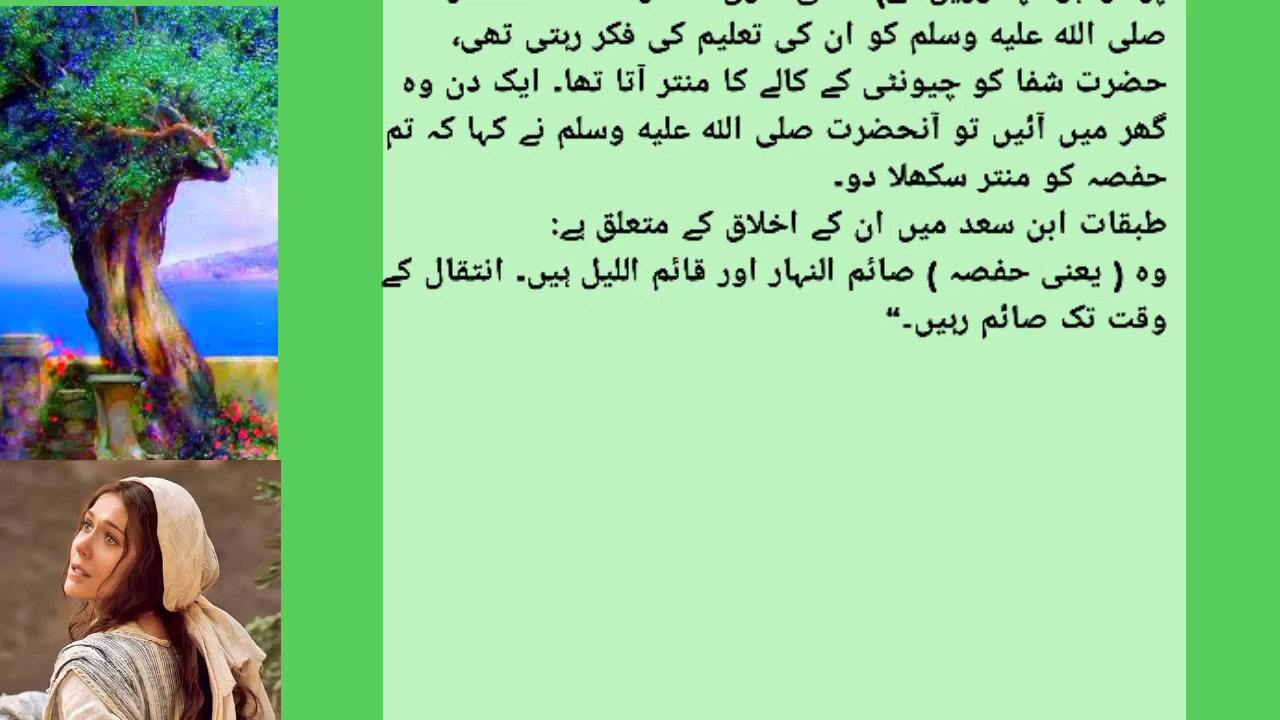 صلی اللہ علیہ وسلم کو ان کی تعلیم کی فکر رہتی تھی،
حضرت شفا کو چیونٹی کے کالے کا منتر آتا تھا۔ ایک دن وہ
گھر میں آئیں تو آنحضرت صلی اللہ علیہ وسلم نے کہا کہ تم
حفصہ کو منتر سکھلا دو۔
طبقات ابن سعد میں ان کے اخلاق کے متعلق ہے:
وہ ( یعنی حفصہ ) صائم النہار اور قائم اللیل ہیں۔ انتقال کے
وقت تک صائم رہیں۔“